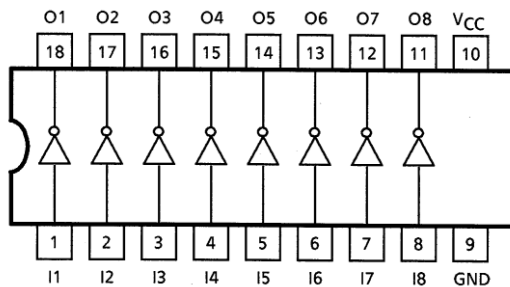 O1 O2 O3 O4 O5 O6 O7 O8 VCC
18 17 16 15 14 13 12 11 10
1 2 3 4 5 6 7 8 9
I1 I2 I3 I4 I5 I6 I7 I8 GND